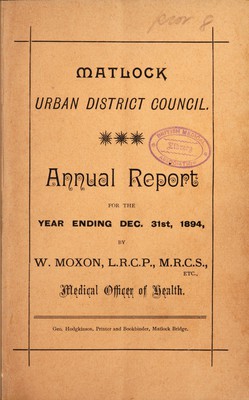 MATLOCK
URBAN DISTRICT COUNCIL.
Annual Report
FOR THE
YEAR ENDING DEC. 31st, 1894,
BY
W. MOXON, L.R.C.P., M.R.C.S.,
ETC.,
Medical Officer of Health.
Geo. Hodgkinson, Printer and Bookbinder, Matlock Bridge.